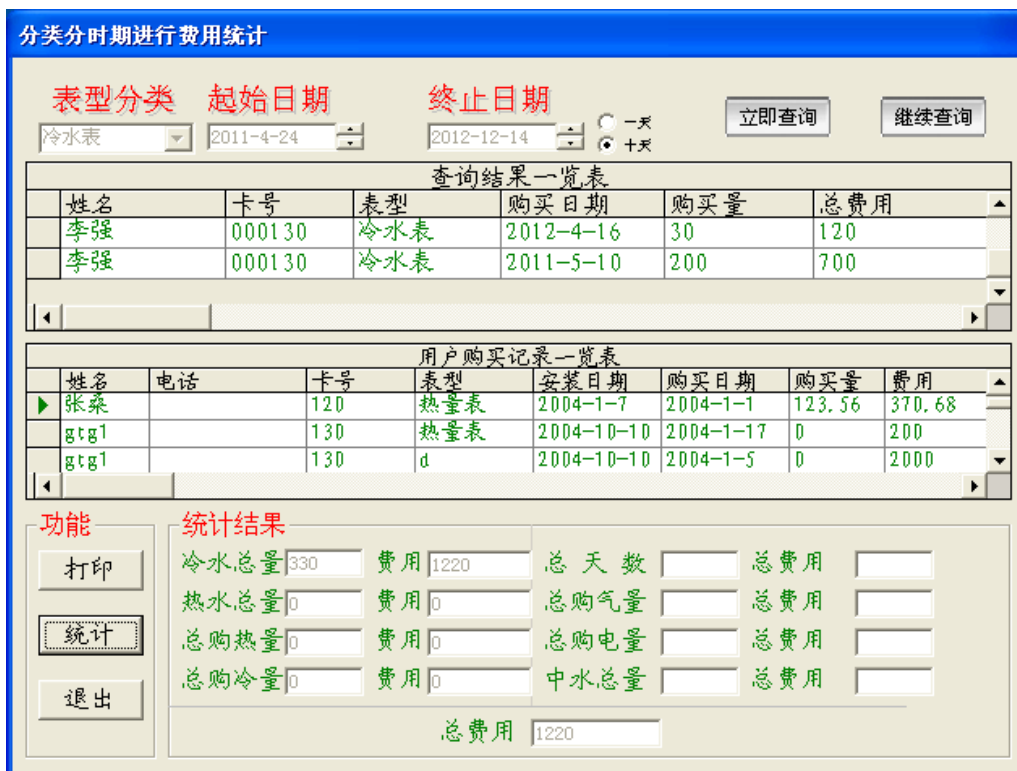 分类分时期进行费用统计
表型分类 起始日期 终止日期
一天 立即查询 继续查询
冷水表 2011-4-24 2012-12-14
十天
查询结果一览表
姓名 卡号 表型 购买日期 购买量 总费用
李强 000130 冷水表 2012-4-16 30 120
李强 000130 冷水表 2011-5-10 200 700
用户购买记录一览表
姓名 电话 卡号 表型 安装日期 购买日期 购买量 费用
张燊 120 热量表 2004-1-7 2004-1-1 123.56 370.68
gtg1 130 热量表 2004-10-10 2004-1-17 0 200
gtg1 130 d 2004-10-10 2004-1-5 0 2000
功能 统计结果
打印 冷水总量 330 费用 1220 总天数 总费用
热水总量 0 费用 0 总购气量 总费用
统计 总购热量 0 费用 0 总购电量 总费用
退出 总购冷量 0 费用 0 中水总量 总费用
总费用 1220